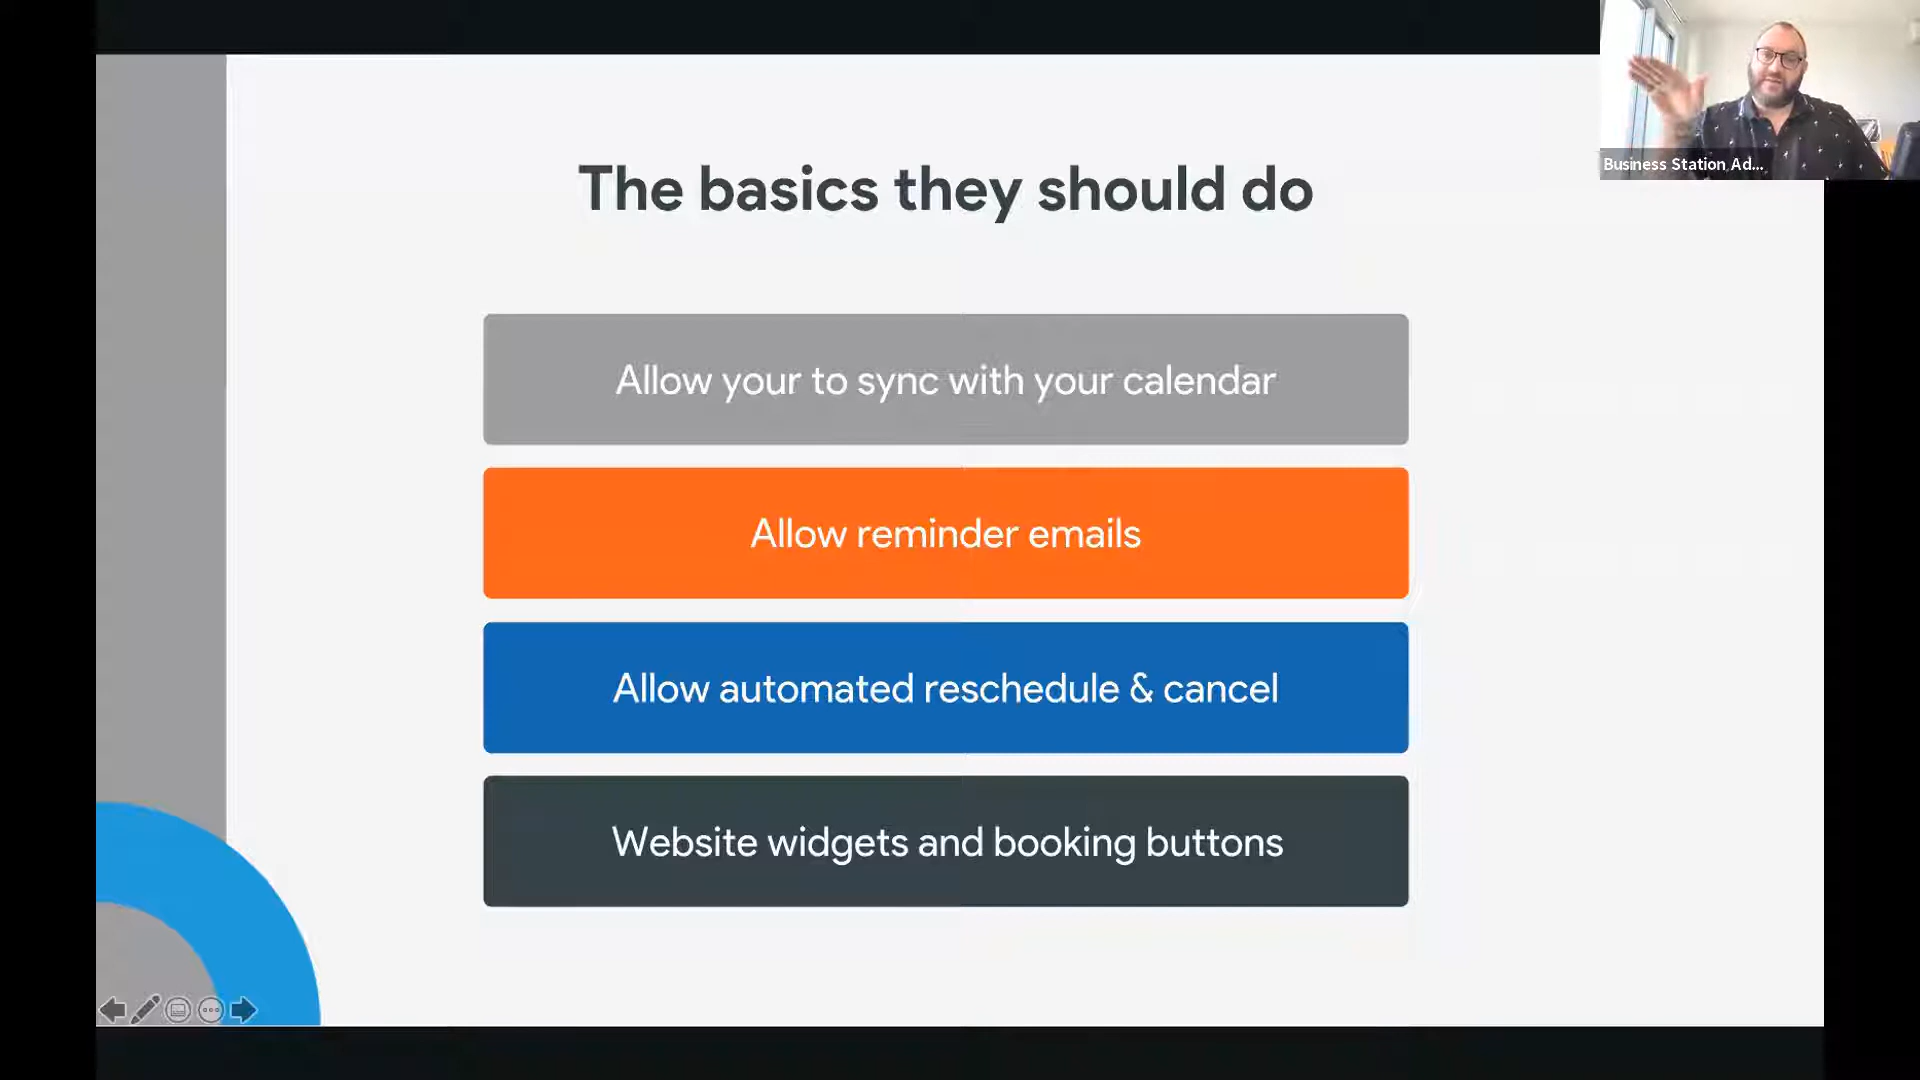 Business Station Ad...
The basics they should do
Allow your to sync with your calendar
Allow reminder emails
Allow automated reschedule & cancel
Website widgets and booking buttons